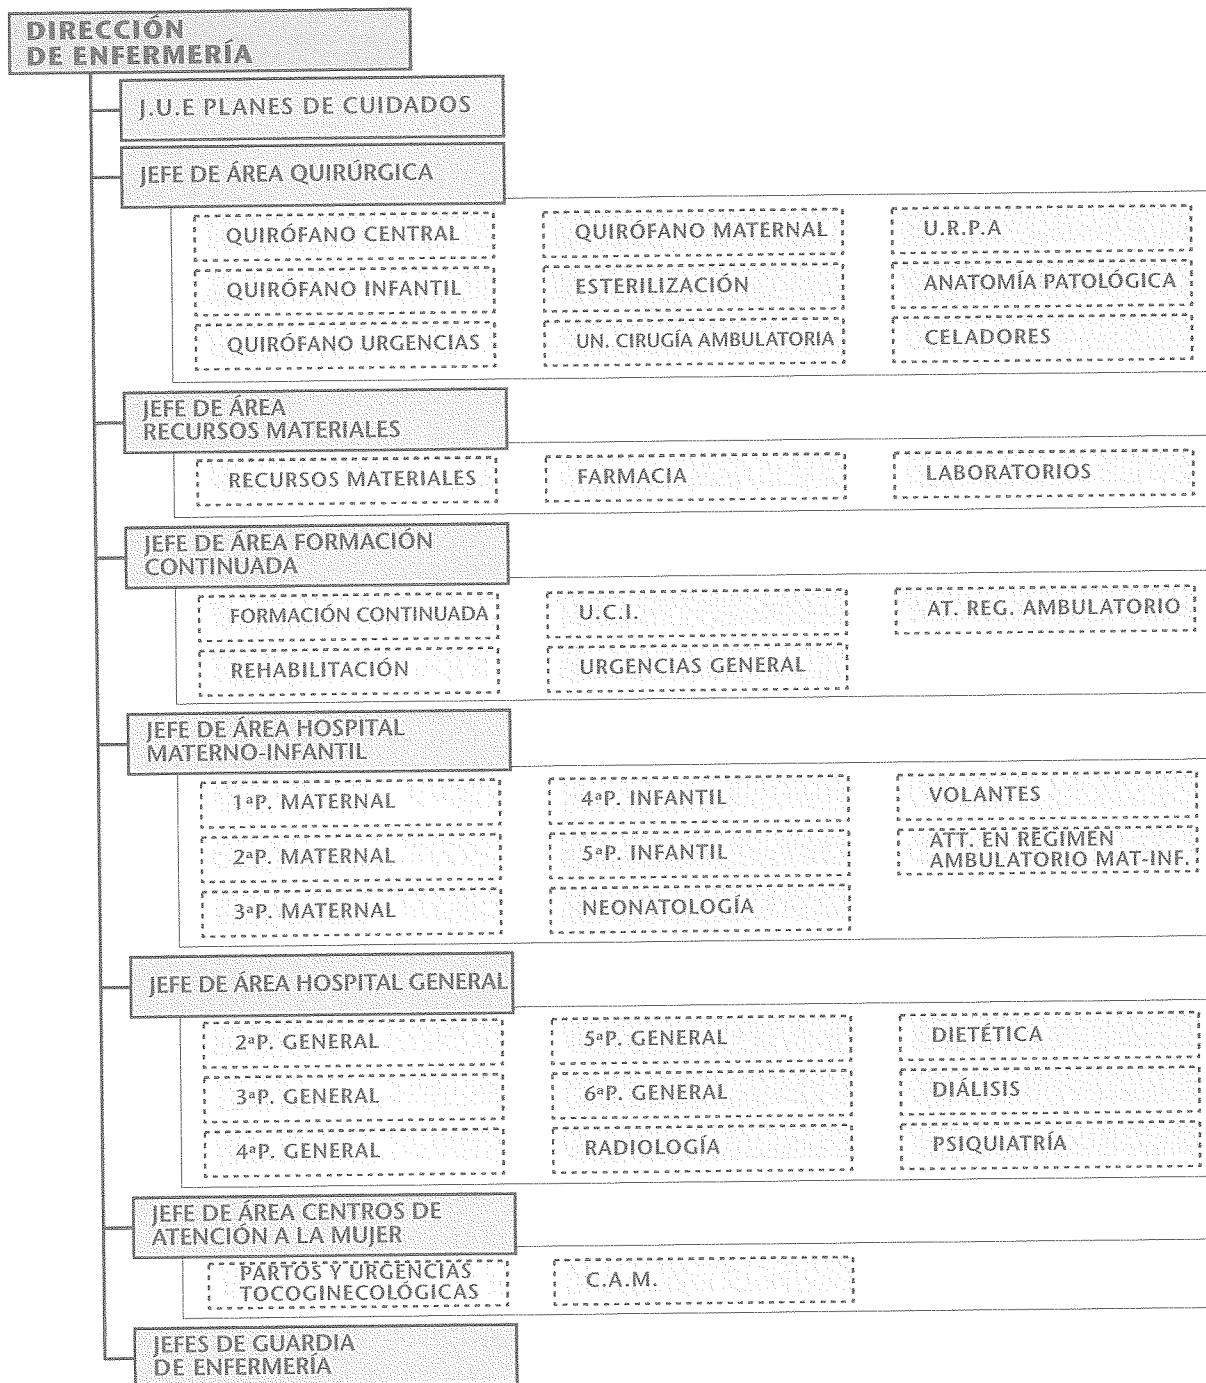 DIRECCIÓN
DE ENFERMERÍA
J.U.E PLANES DE CUIDADOS
JEFE DE ÁREA QUIRÚRGICA
QUIRÓFANO CENTRAL
QUIRÓFANO MATERNAL
U.R.P.A
QUIRÓFANO INFANTIL
ESTERILIZACIÓN
ANATOMÍA PATOLÓGICA
QUIRÓFANO URGENCIAS
UN. CIRUGÍA AMBULATORIA
CELADORES
JEFE DE ÁREA
RECURSOS MATERIALES
RECURSOS MATERIALES
FARMACIA
LABORATORIOS
JEFE DE ÁREA FORMACIÓN
CONTINUADA
FORMACIÓN CONTINUADA
U.C.I.
AT. REG. AMBULATORIO
REHABILITACIÓN
URGENCIAS GENERAL
JEFE DE ÁREA HOSPITAL
MATERNO-INFANTIL
1ªP. MATERNAL
4ªP. INFANTIL
VOLANTES
2ªP. MATERNAL
5ªP. INFANTIL
ATT. EN REGIMEN
AMBULATORIO MAT-INF.
3ªP. MATERNAL
NEONATOLOGÍA
JEFE DE ÁREA HOSPITAL GENERAL
2ªP. GENERAL
5ªP. GENERAL
DIETÉTICA
3ªP. GENERAL
6ªP. GENERAL
DIÁLISIS
4ªP. GENERAL
RADIOLOGÍA
PSIQUIATRÍA
JEFE DE ÁREA CENTROS DE
ATENCIÓN A LA MUJER
PARTOS Y URGENCIAS
TOCOGINECOLÓGICAS
C.A.M.
JEFES DE GUARDIA
DE ENFERMERÍA